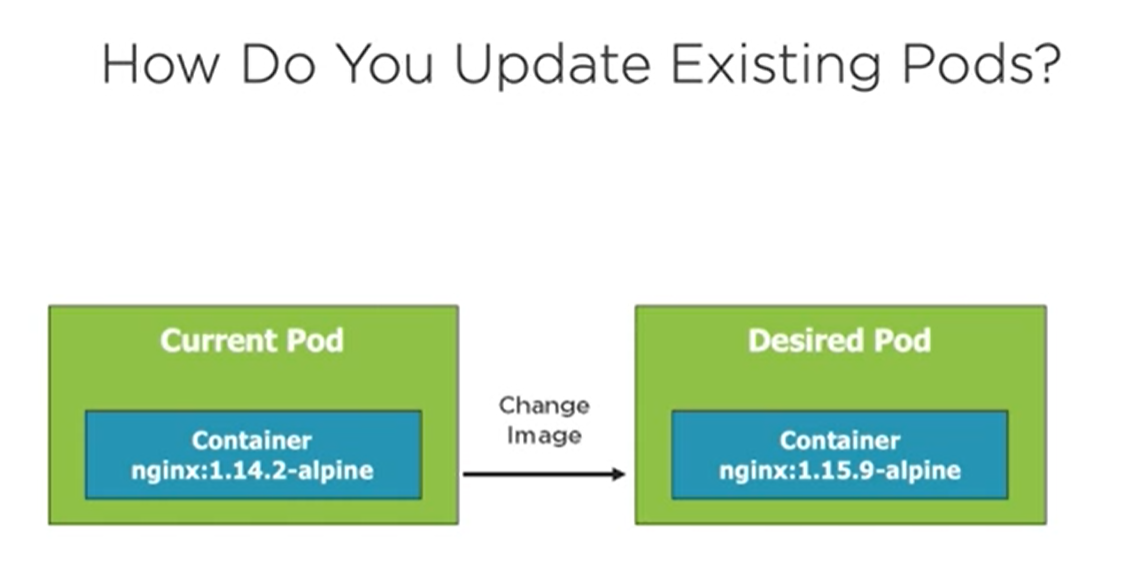 How Do You Update Existing Pods?
Current Pod
Container
nginx:1.14.2-alpine
Change
Image
Desired Pod
Container
nginx:1.15.9-alpine